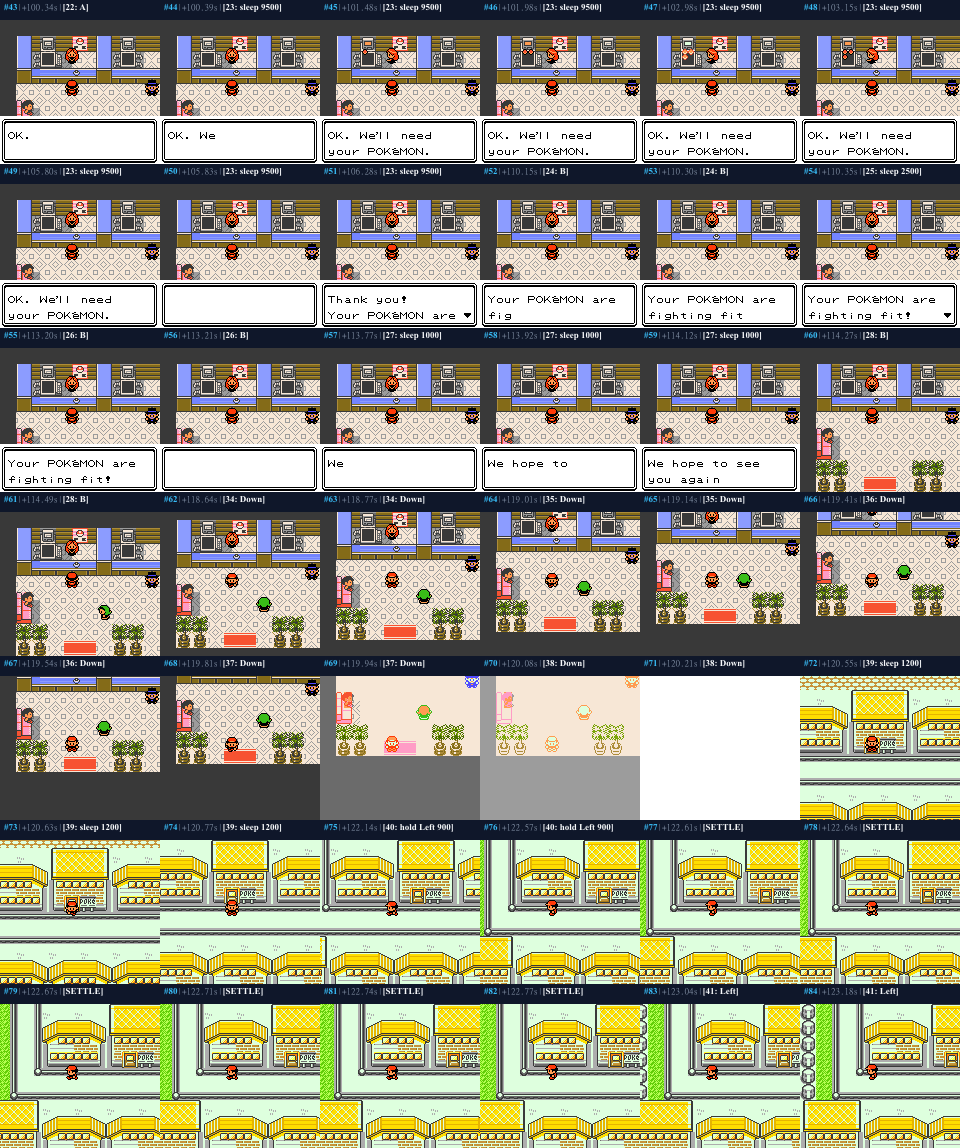 #43|+100.34s|[22: A] #44|+100.39s|[23: sleep 9500] #45|+101.48s|[23: sleep 9500] #46|+101.98s|[23: sleep 9500] #47|+102.98s|[23: sleep 9500] #48|+103.15s|[23: sleep 9500]
OK.
OK. We
OK. We'll need
your POKéMON.
OK. We'll need
your POKéMON.
OK. We'll need
your POKéMON.
OK. We'll need
your POKéMON.
#49|+105.80s|[23: sleep 9500] #50|+105.83s|[23: sleep 9500] #51|+106.28s|[23: sleep 9500] #52|+110.15s|[24: B] #53|+110.30s|[24: B] #54|+110.35s|[25: sleep 2500]
OK. We'll need
your POKéMON.
Thank you!
Your POKéMON are
Your POKéMON are
fig
Your POKéMON are
fighting fit
Your POKéMON are
fighting fit!
#55|+113.20s|[26: B] #56|+113.21s|[26: B] #57|+113.77s|[27: sleep 1000] #58|+113.92s|[27: sleep 1000] #59|+114.12s|[27: sleep 1000] #60|+114.27s|[28: B]
Your POKéMON are
fighting fit!
We
We hope to
We hope to see
you again
#61|+114.49s|[28: B] #62|+118.64s|[34: Down] #63|+118.77s|[34: Down] #64|+119.01s|[35: Down] #65|+119.14s|[35: Down] #66|+119.41s|[36: Down]
#67|+119.54s|[36: Down] #68|+119.81s|[37: Down] #69|+119.94s|[37: Down] #70|+120.08s|[38: Down] #71|+120.21s|[38: Down] #72|+120.55s|[39: sleep 1200]
POKE
#73|+120.63s|[39: sleep 1200] #74|+120.77s|[39: sleep 1200] #75|+122.14s|[40: hold Left 900] #76|+122.57s|[40: hold Left 900] #77|+122.61s|[SETTLE] #78|+122.64s|[SETTLE]
POKE
POKE
POKE
POKE
POKE
POKE
#79|+122.67s|[SETTLE] #80|+122.71s|[SETTLE] #81|+122.74s|[SETTLE] #82|+122.77s|[SETTLE] #83|+123.04s|[41: Left] #84|+123.18s|[41: Left]
POKE
POKE
POKE
POKE